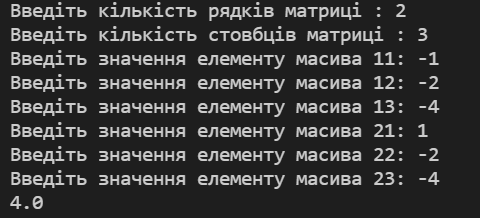 Введіть кількість рядків матриці : 2
Введіть кількість стовбців матриці : 3
Введіть значення елементу масива 11: -1
Введіть значення елементу масива 12: -2
Введіть значення елементу масива 13: -4
Введіть значення елементу масива 21: 1
Введіть значення елементу масива 22: -2
Введіть значення елементу масива 23: -4
4.0